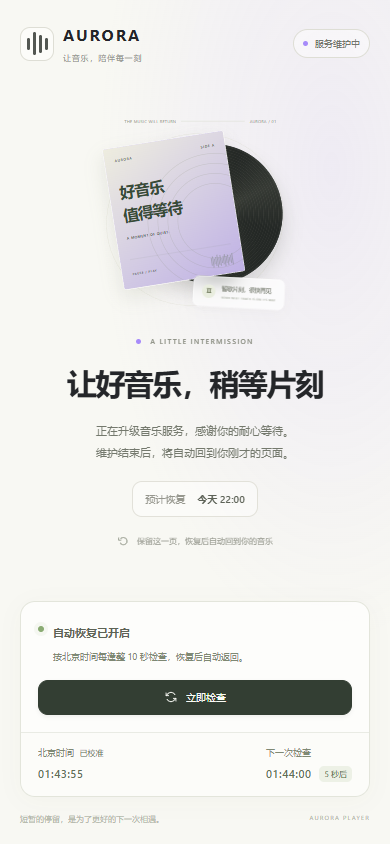 AURORA
让音乐，陪伴每一刻
服务维护中
THE MUSIC WILL RETURN
AURORA
SIDE A
好音乐
值得等待
A MOMENT OF QUIET
A LITTLE INTERMISSION
让好音乐，稍等片刻
正在升级音乐服务，感谢你的耐心等待。
维护结束后，将自动回到你刚才的页面。
预计恢复 今天 22:00
保留这一页，恢复后自动回到你的音乐
自动恢复已开启
按北京时间每逢整 10 秒检查，恢复后自动返回。
立即检查
北京时间 已校准
下一次检查
01:43:55
01:44:00 5 秒后
短暂的停留，是为了更好的下一次相遇。
AURORA PLAYER